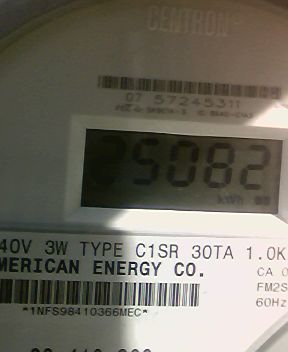 CENTRON
07 57245311
25082
kWh
40V 3W TYPE C1SR 30TA 1.0K
MERICAN ENERGY CO.
CA 0
FM2S
60Hz
*1NFS98410366MEC*